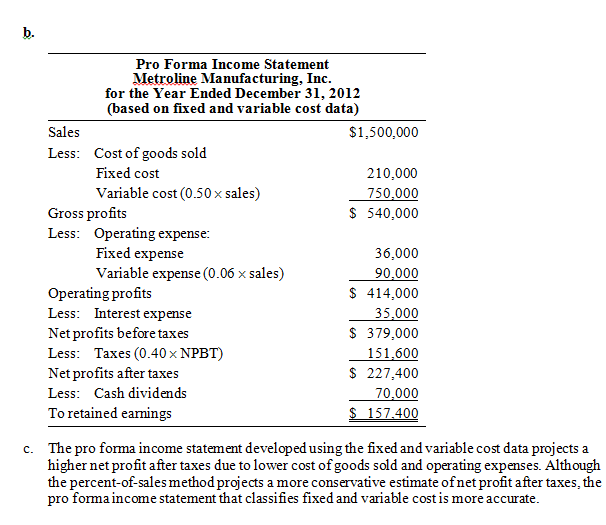 b.
Pro Forma Income Statement
Metroline Manufacturing, Inc.
for the Year Ended December 31, 2012
(based on fixed and variable cost data)
Sales $1,500,000
Less: Cost of goods sold
Fixed cost 210,000
Variable cost (0.50 × sales) 750,000
Gross profits $ 540,000
Less: Operating expense:
Fixed expense 36,000
Variable expense (0.06 × sales) 90,000
Operating profits $ 414,000
Less: Interest expense 35,000
Net profits before taxes $ 379,000
Less: Taxes (0.40 × NPBT) 151,600
Net profits after taxes $ 227,400
Less: Cash dividends 70,000
To retained earnings $ 157,400
c. The pro forma income statement developed using the fixed and variable cost data projects a
higher net profit after taxes due to lower cost of goods sold and operating expenses. Although
the percent-of-sales method projects a more conservative estimate of net profit after taxes, the
pro forma income statement that classifies fixed and variable cost is more accurate.